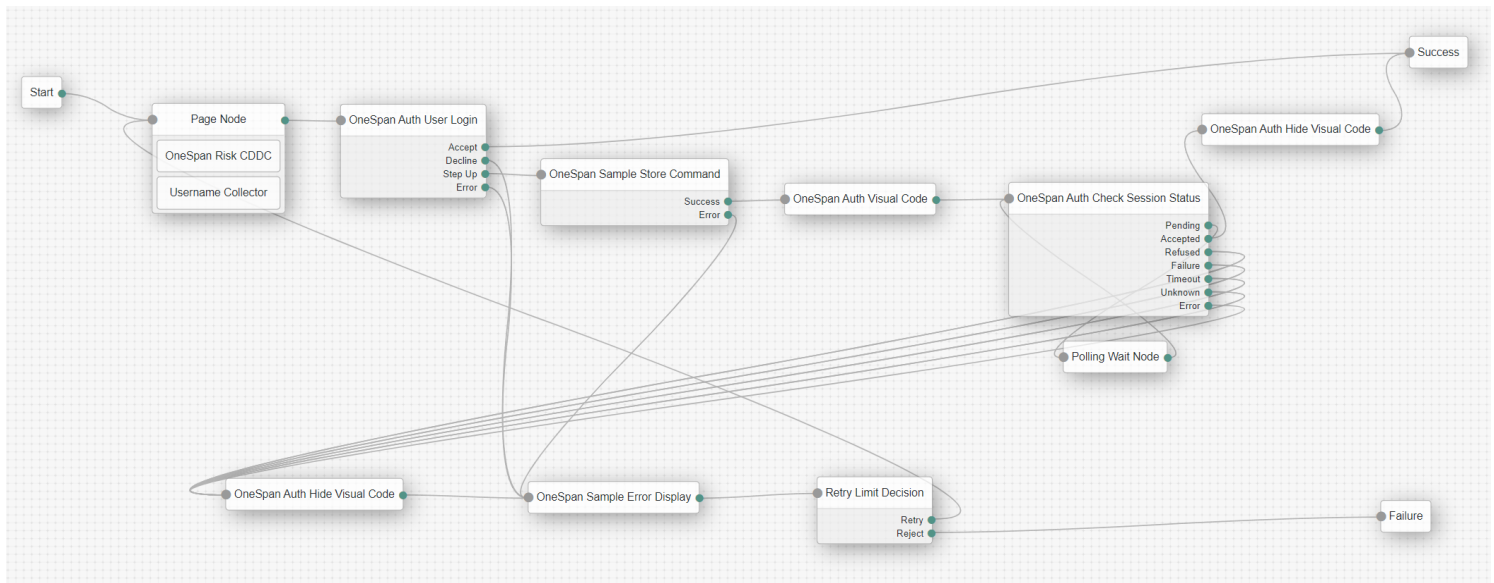 Start
Page Node
OneSpan Risk CDDC
Username Collector
OneSpan Auth User Login
Accept
Decline
Step Up
Error
OneSpan Sample Store Command
Success
Error
OneSpan Auth Visual Code
OneSpan Auth Check Session Status
Pending
Accepted
Refused
Failure
Timeout
Unknown
Error
Polling Wait Node
OneSpan Auth Hide Visual Code
Success
OneSpan Auth Hide Visual Code
OneSpan Sample Error Display
Retry Limit Decision
Retry
Reject
Failure